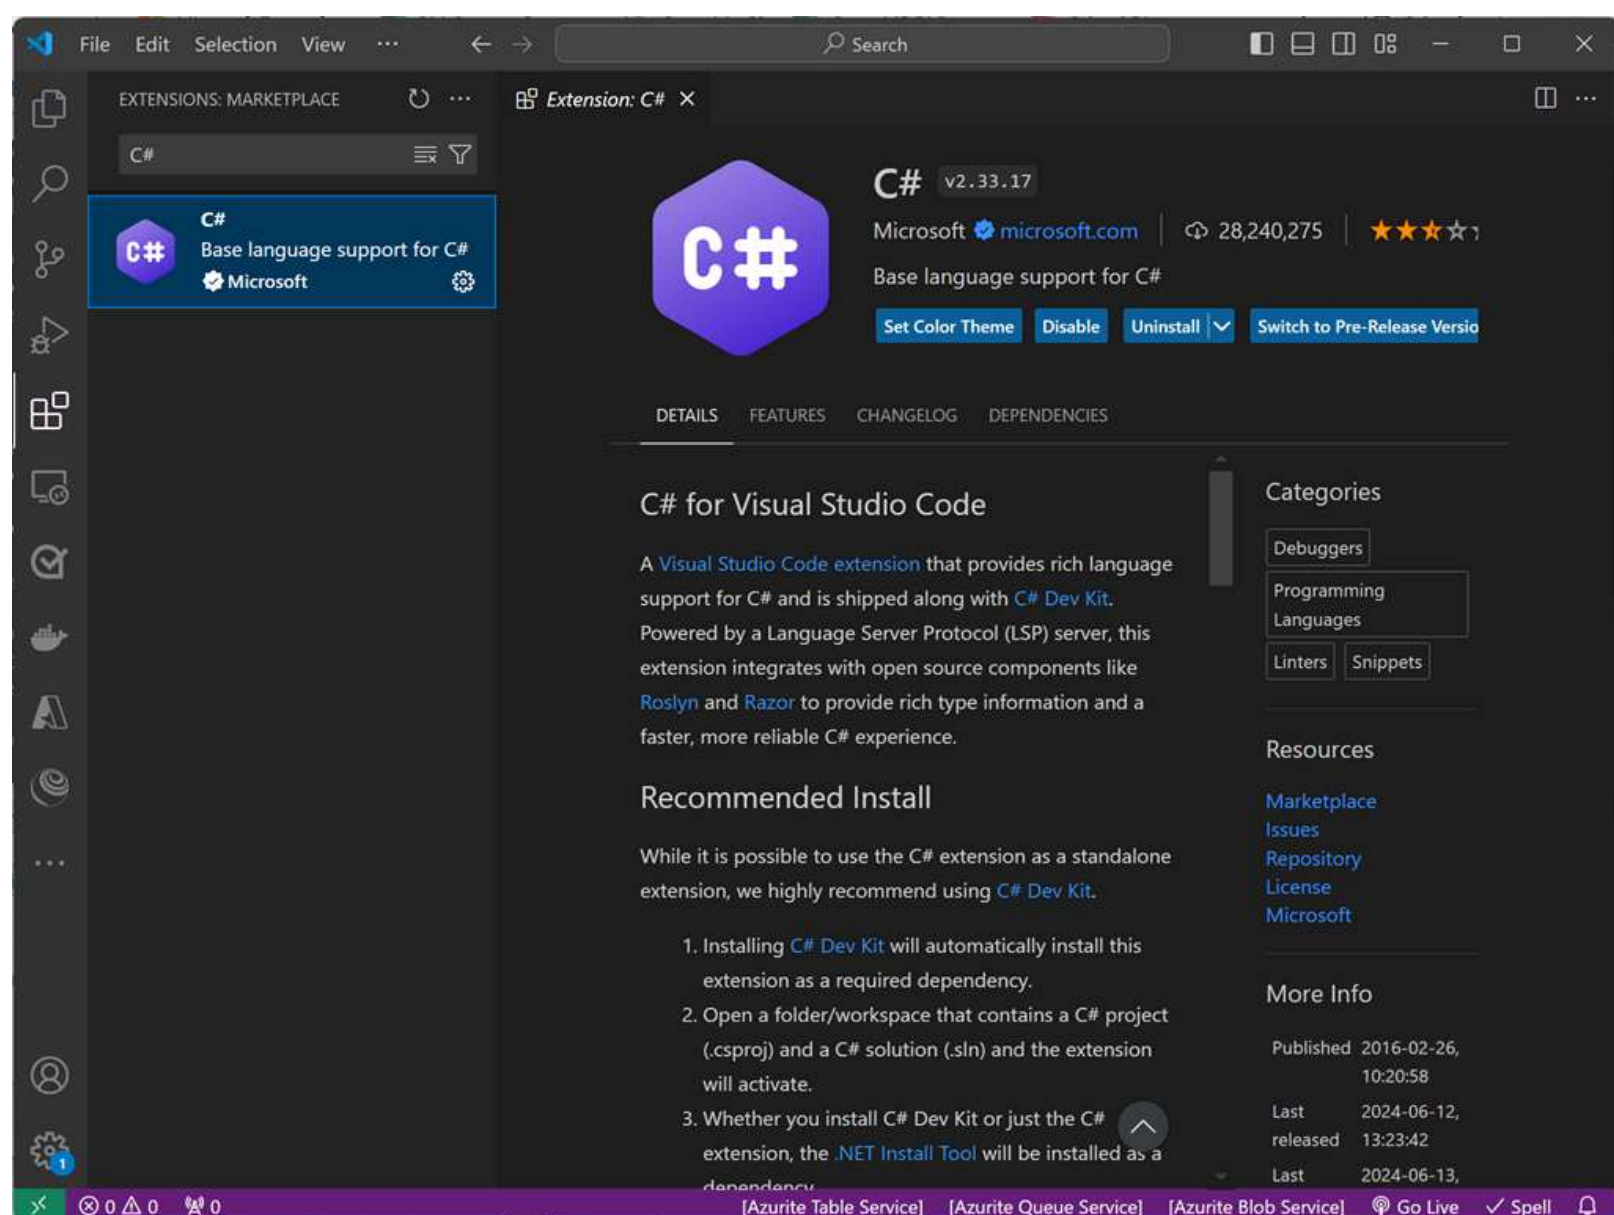 File Edit Selection View ··· Search
EXTENSIONS: MARKETPLACE
C#
C#
Base language support for C#
Microsoft
C#
Extension: C#
C#
C# v2.33.17
Microsoft microsoft.com 28,240,275
Base language support for C#
Set Color Theme Disable Uninstall Switch to Pre-Release Versio
DETAILS FEATURES CHANGELOG DEPENDENCIES
C# for Visual Studio Code
A Visual Studio Code extension that provides rich language
support for C# and is shipped along with C# Dev Kit.
Powered by a Language Server Protocol (LSP) server, this
extension integrates with open source components like
Roslyn and Razor to provide rich type information and a
faster, more reliable C# experience.
Recommended Install
While it is possible to use the C# extension as a standalone
extension, we highly recommend using C# Dev Kit.
1. Installing C# Dev Kit will automatically install this
extension as a required dependency.
2. Open a folder/workspace that contains a C# project
(.csproj) and a C# solution (.sln) and the extension
will activate.
3. Whether you install C# Dev Kit or just the C#
extension, the .NET Install Tool will be installed as a
dependency
Categories
Debuggers
Programming
Languages
Linters Snippets
Resources
Marketplace
Issues
Repository
License
Microsoft
More Info
Published 2016-02-26,
10:20:58
Last 2024-06-12,
released 13:23:42
Last 2024-06-13,
1
0 0 0 [Azurite Table Service] [Azurite Queue Service] [Azurite Blob Service] Go Live Spell